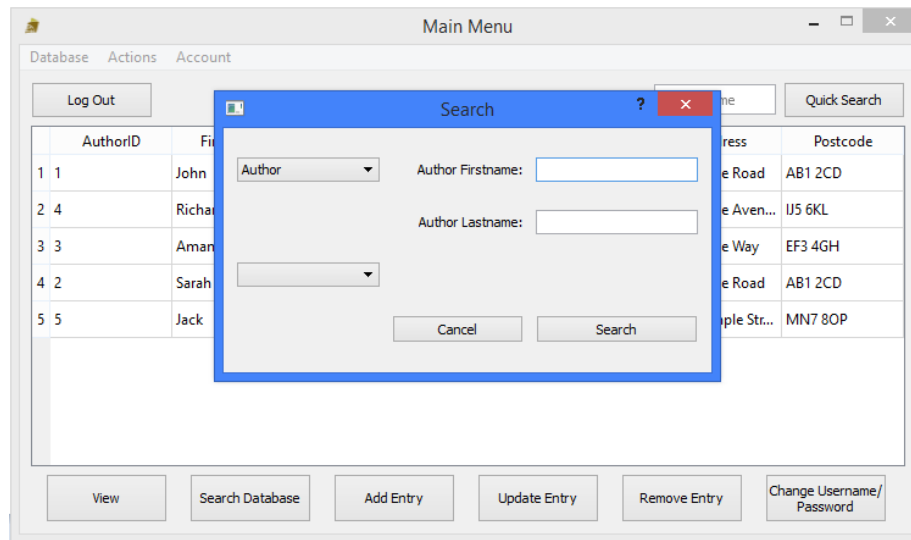 Main Menu
Database Actions Account
Log Out
Quick Search
Search
?
AuthorID
Postcode
1 1 John e Road AB1 2CD
2 4 e Aven... IJ5 6KL
3 3 e Way EF3 4GH
4 2 Sarah e Road AB1 2CD
5 5 Jack MN7 8OP
Author
Author Firstname:
Author Lastname:
Cancel Search
View Search Database Add Entry Update Entry Remove Entry Change Username/
Password